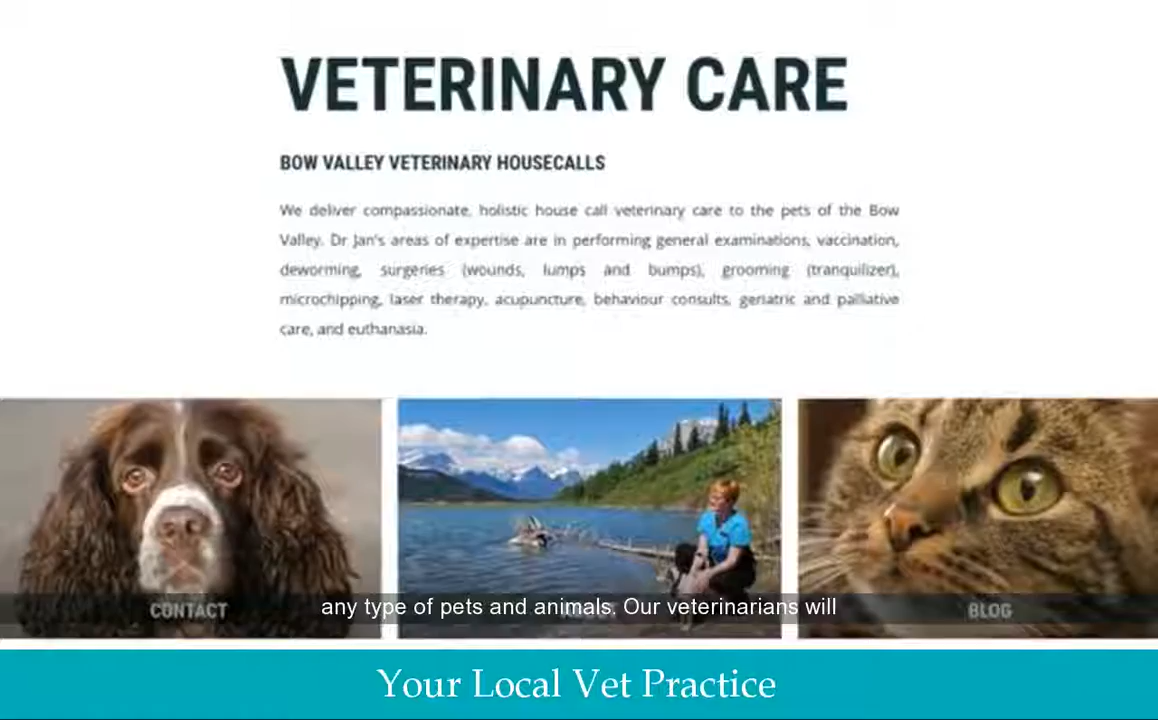 VETERINARY CARE
BOW VALLEY VETERINARY HOUSECALLS
We deliver compassionate, holistic house call veterinary care to the pets of the Bow
Valley. Dr Jan's areas of expertise are in performing general examinations, vaccination,
deworming, surgeries (wounds, lumps and bumps), grooming (tranquilizer),
microchipping, laser therapy, acupuncture, behaviour consults, geriatric and palliative
care, and euthanasia.
CONTACT
any type of pets and animals. Our veterinarians will
BLOG
Your Local Vet Practice